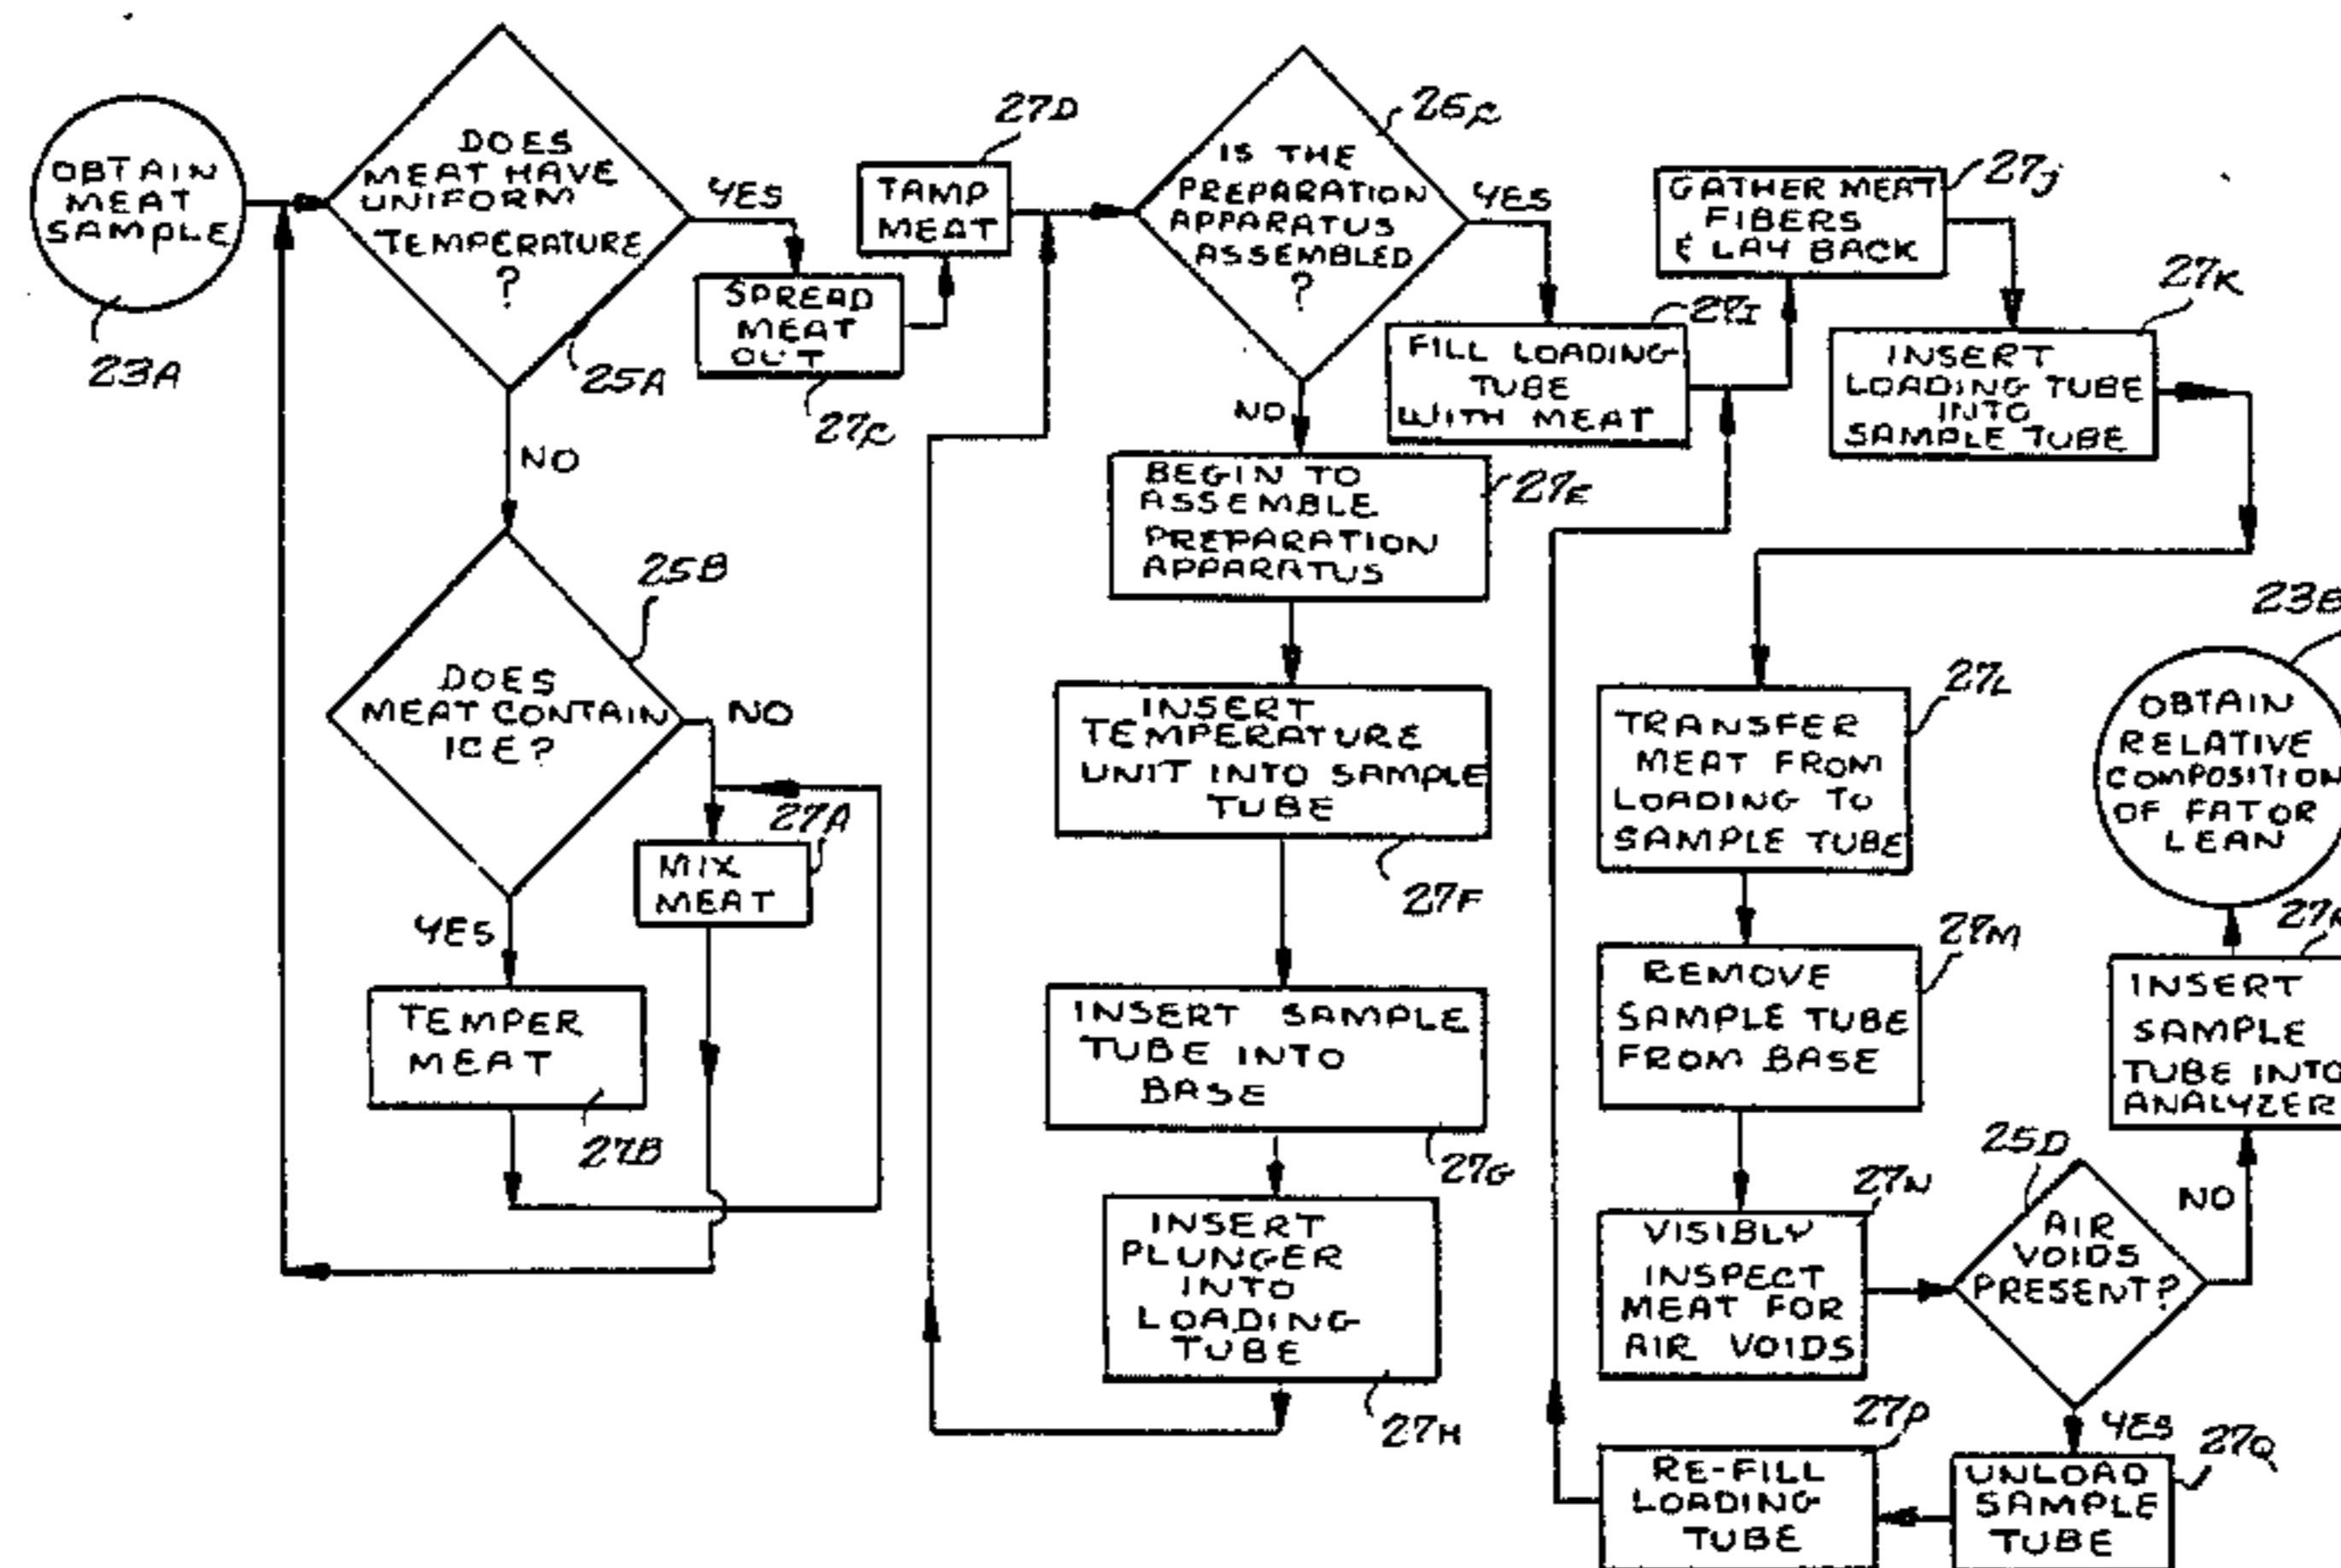 OBTAIN
MEAT
SAMPLE
23A
DOES
MEAT HAVE
UNIFORM
TEMPERATURE
?
25A
YES
NO
SPREAD
MEAT
OUT
27C
TAMP
MEAT
27D
DOES
MEAT CONTAIN
ICE?
25B
NO
YES
MIX
MEAT
27A
TEMPER
MEAT
27B
IS THE
PREPARATION
APPARATUS
ASSEMBLED
?
YES
NO
BEGIN TO
ASSEMBLE
PREPARATION
APPARATUS
27E
INSERT
TEMPERATURE
UNIT INTO SAMPLE
TUBE
27F
INSERT SAMPLE
TUBE INTO
BASE
27G
INSERT
PLUNGER
INTO
LOADING
TUBE
27H
FILL LOADING
TUBE
WITH MEAT
27I
GATHER MEAT
FIBERS
& LAY BACK
27J
INSERT
LOADING TUBE
INTO
SAMPLE TUBE
27K
TRANSFER
MEAT FROM
LOADING TO
SAMPLE TUBE
27L
REMOVE
SAMPLE TUBE
FROM BASE
27M
VISIBLY
INSPECT
MEAT FOR
AIR VOIDS
27N
AIR
VOIDS
PRESENT?
25D
NO
YES
UNLOAD
SAMPLE
TUBE
27Q
RE-FILL
LOADING
TUBE
27P
INSERT
SAMPLE
TUBE INTO
ANALYZER
OBTAIN
RELATIVE
COMPOSITION
OF FAT OR
LEAN
23B